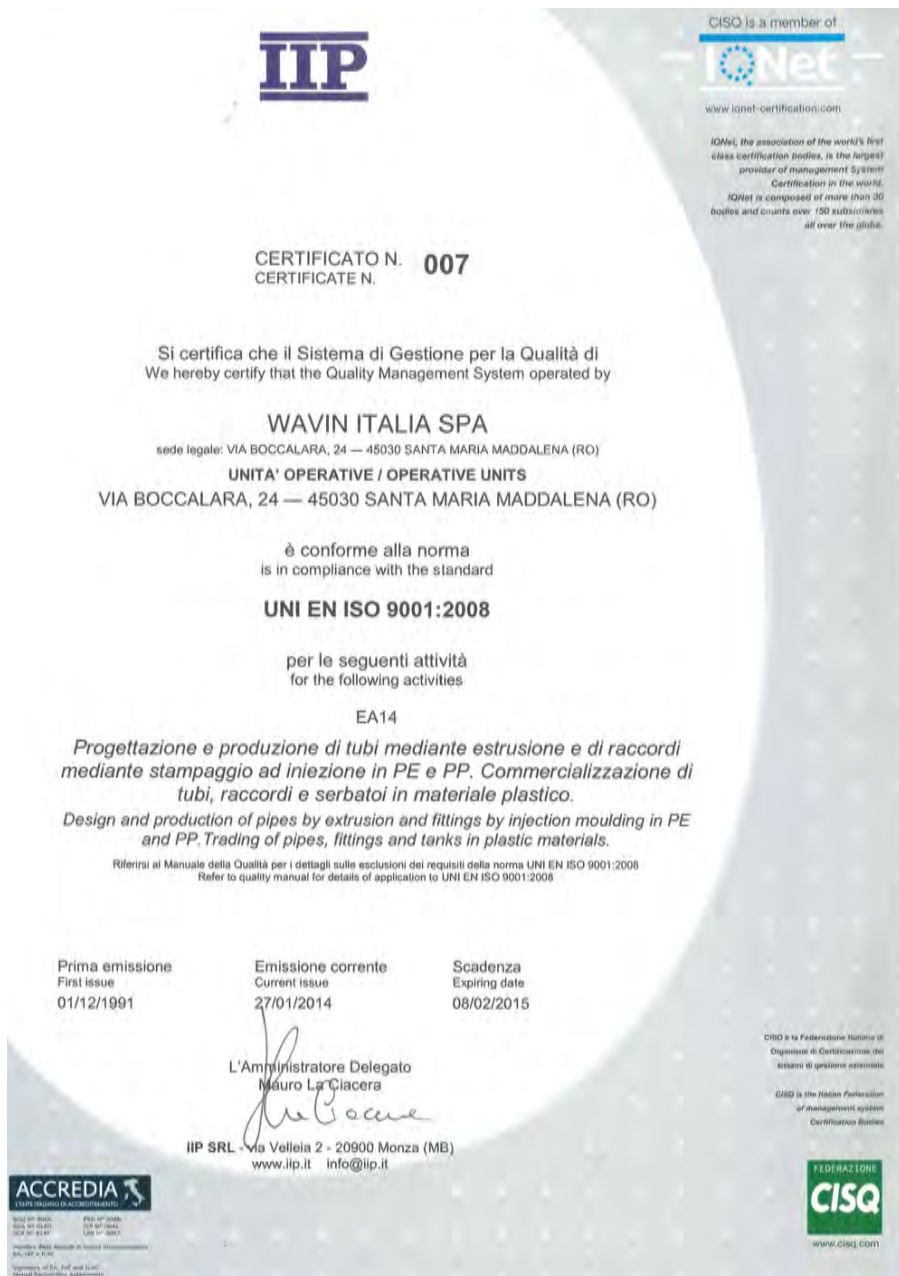 IIP
CISQ is a member of
IQNet
www.iqnet-certification.com
IQNet, the association of the world's first
class certification bodies, is the largest
provider of management System
Certification in the world.
IQNet is composed of more than 30
bodies and counts over 150 subsidiaries
all over the globe.
CERTIFICATO N. 007
CERTIFICATE N.
Si certifica che il Sistema di Gestione per la Qualità di
We hereby certify that the Quality Management System operated by
WAVIN ITALIA SPA
sede legale: VIA BOCCALARA, 24 — 45030 SANTA MARIA MADDALENA (RO)
UNITA' OPERATIVE / OPERATIVE UNITS
VIA BOCCALARA, 24 — 45030 SANTA MARIA MADDALENA (RO)
è conforme alla norma
is in compliance with the standard
UNI EN ISO 9001:2008
per le seguenti attività
for the following activities
EA14
Progettazione e produzione di tubi mediante estrusione e di raccordi
mediante stampaggio ad iniezione in PE e PP. Commercializzazione di
tubi, raccordi e serbatoi in materiale plastico.
Design and production of pipes by extrusion and fittings by injection moulding in PE
and PP. Trading of pipes, fittings and tanks in plastic materials.
Riferirsi al Manuale della Qualità per i dettagli sulle esclusioni dei requisiti della norma UNI EN ISO 9001:2008
Refer to quality manual for details of application to UNI EN ISO 9001:2008
Prima emissione
First issue
01/12/1991
Emissione corrente
Current issue
27/01/2014
Scadenza
Expiring date
08/02/2015
L'Amministratore Delegato
Mauro La Ciacera
IIP SRL - Via Velleia 2 - 20900 Monza (MB)
www.iip.it info@iip.it
CISQ è la Federazione Italiana di
Organismi di Certificazione dei
sistemi di gestione aziendale
CISQ is the Italian Federation
of management system
Certification Bodies
ACCREDIA
L'ENTE ITALIANO DI ACCREDITAMENTO
FEDERAZIONE
CISQ
www.cisq.com